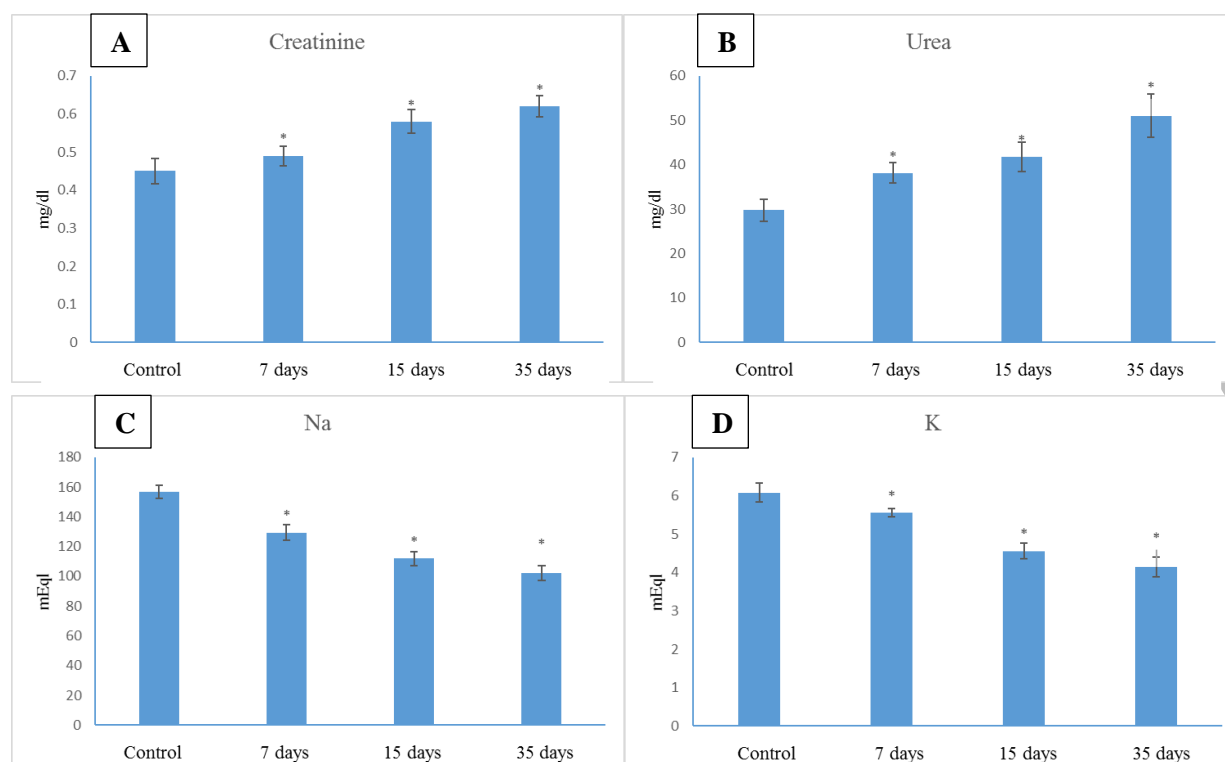 A
Creatinine
mg/dl
0.7
0.6
0.5
0.4
0.3
0.2
0.1
0
*
*
*
Control 7 days 15 days 35 days
B
Urea
mg/dl
60
50
40
30
20
10
0
*
*
*
Control 7 days 15 days 35 days
C
Na
mEql
180
160
140
120
100
80
60
40
20
0
*
*
*
Control 7 days 15 days 35 days
D
K
mEql
7
6
5
4
3
2
1
0
*
*
*
Control 7 days 15 days 35 days